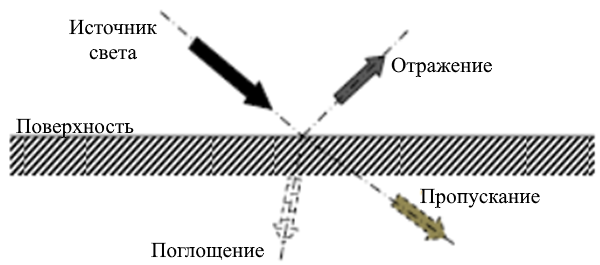 Источник
света
Отражение
Поверхность
Пропускание
Поглощение